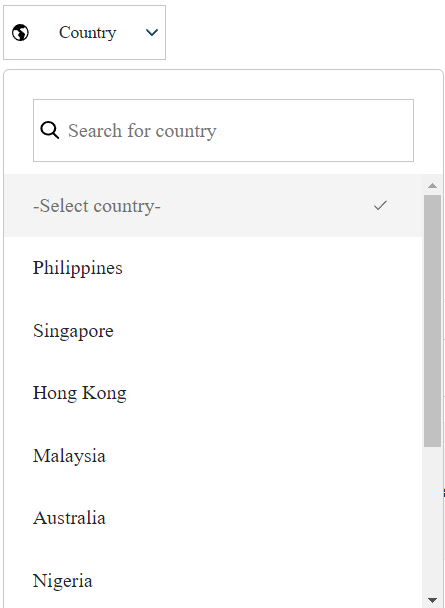 Country
Search for country
-Select country-
Philippines
Singapore
Hong Kong
Malaysia
Australia
Nigeria